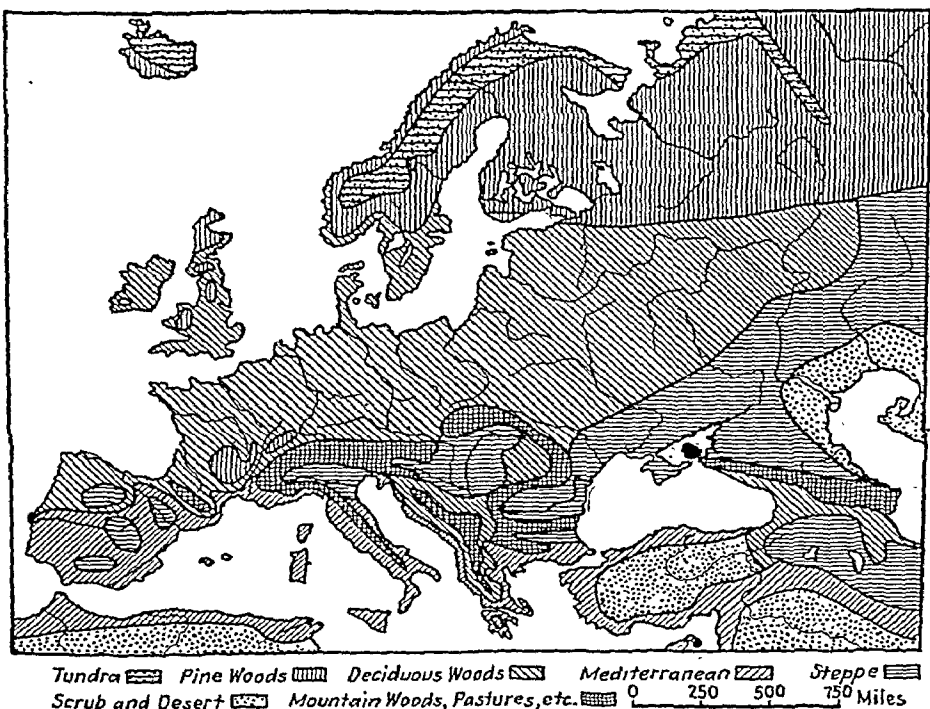 Tundra Pine Woods Deciduous Woods Mediterranean Steppe
Scrub and Desert Mountain Woods, Pastures, etc. 0 250 500 750 Miles